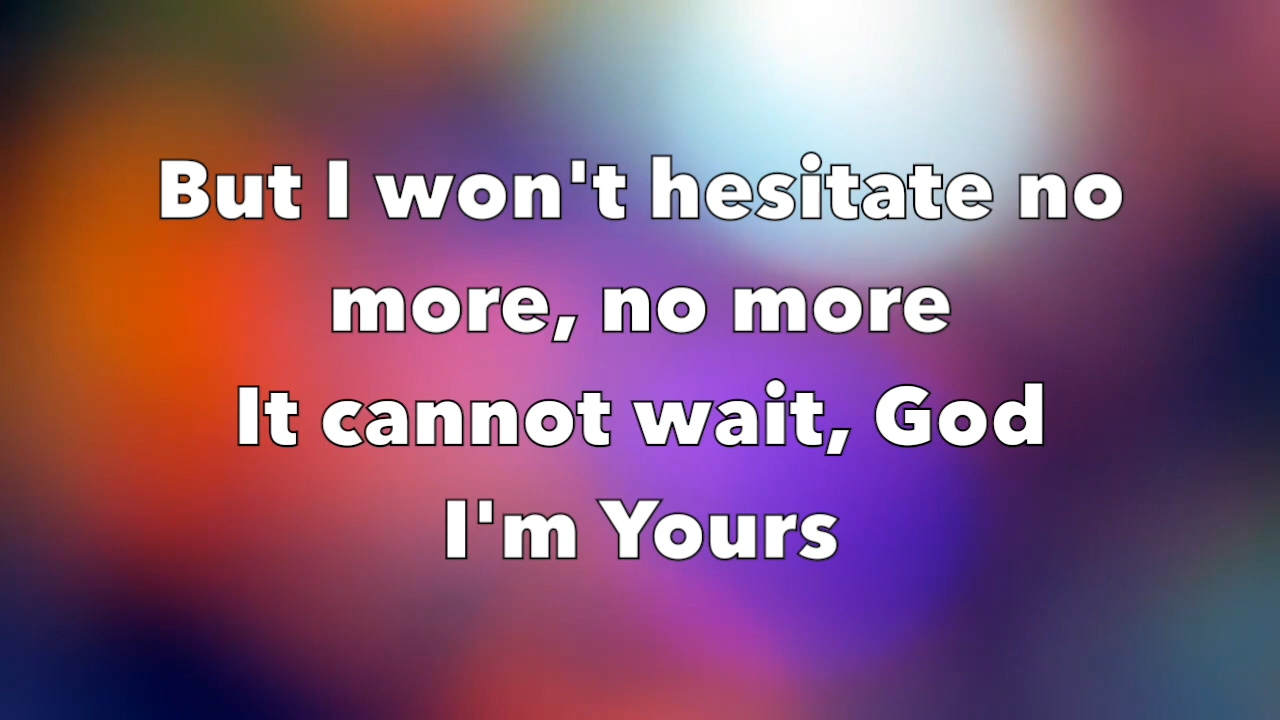 But I won't hesitate no
more, no more
It cannot wait, God
I'm Yours